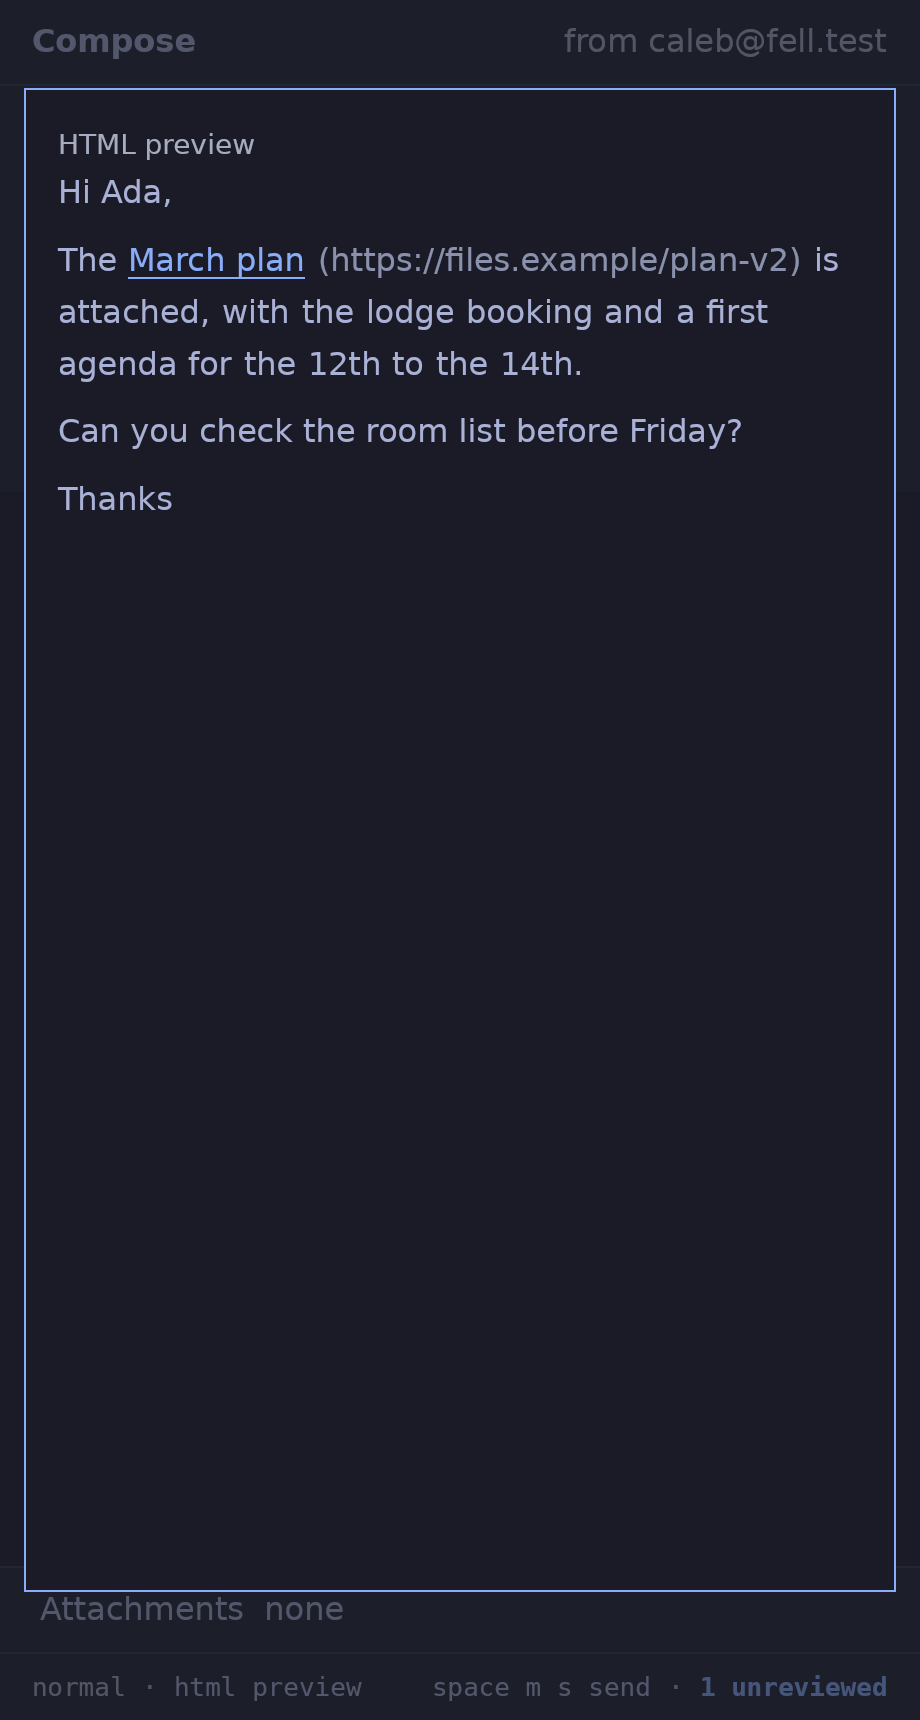 Compose from caleb@fell.test
HTML preview
Hi Ada,
The March plan (https://files.example/plan-v2) is
attached, with the lodge booking and a first
agenda for the 12th to the 14th.
Can you check the room list before Friday?
Thanks
Attachments none
normal · html preview space m s send · 1 unreviewed